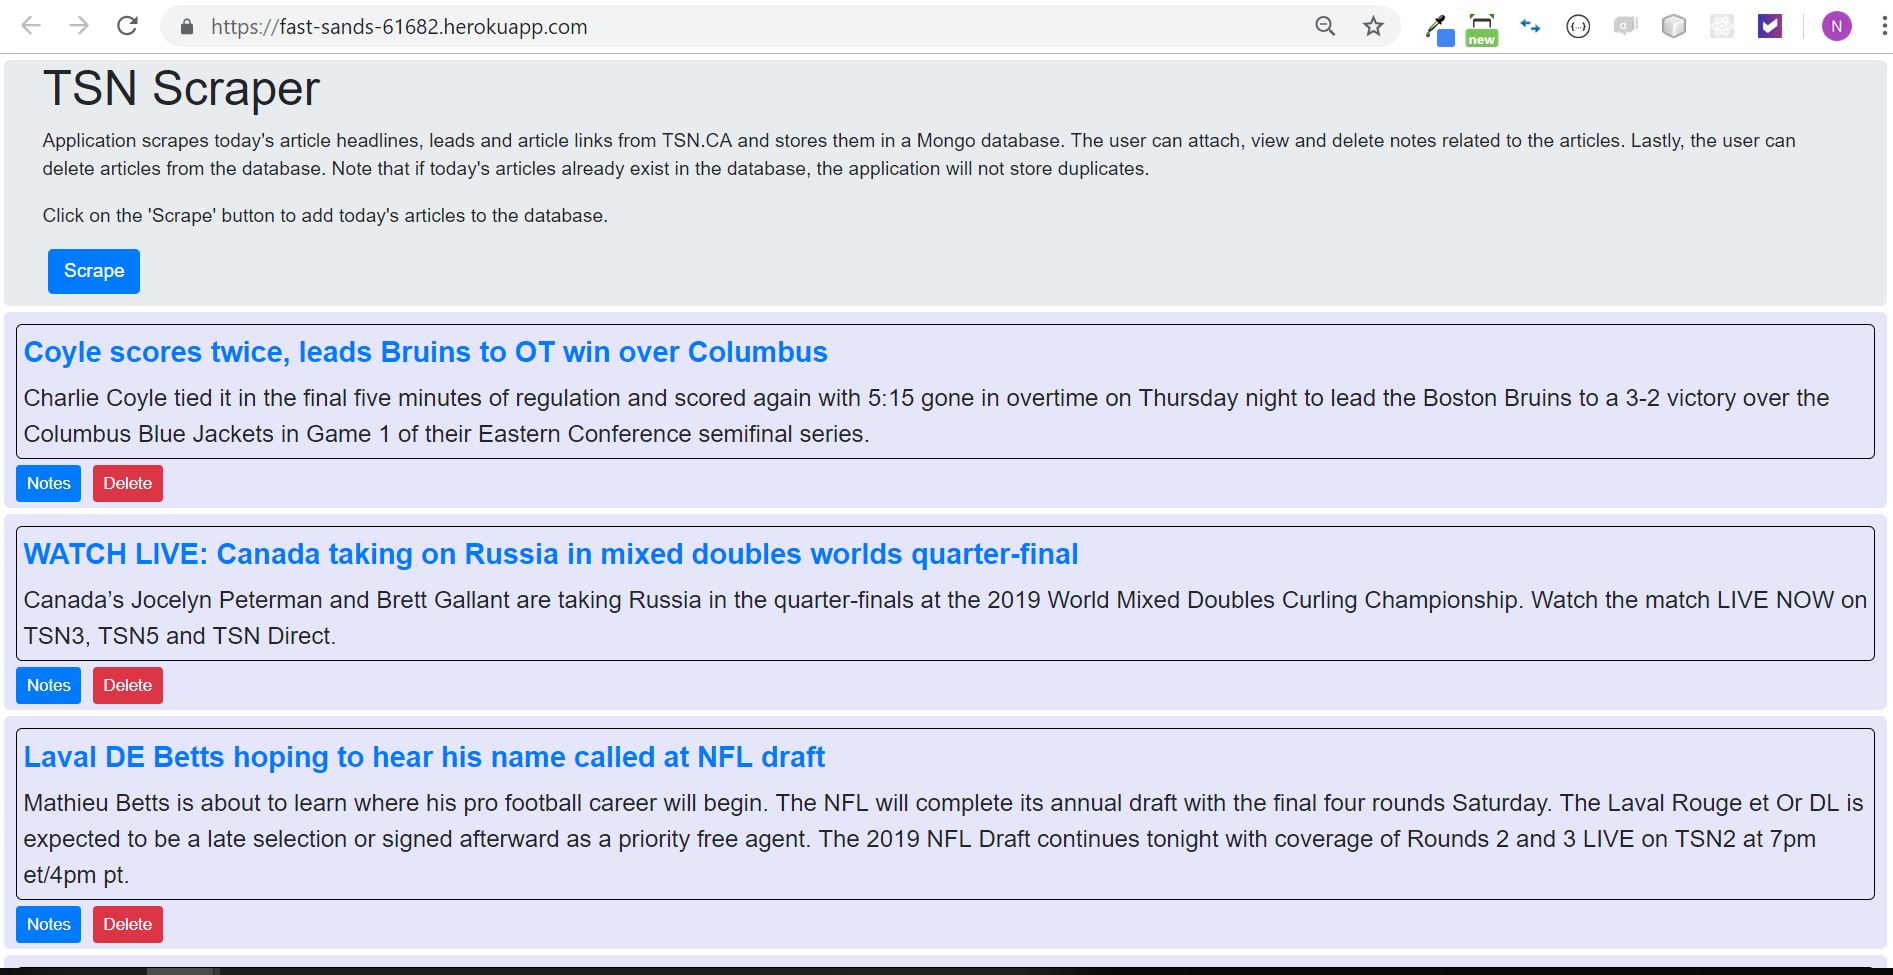 https://fast-sands-61682.herokuapp.com
new
N
TSN Scraper
Application scrapes today's article headlines, leads and article links from TSN.CA and stores them in a Mongo database. The user can attach, view and delete notes related to the articles. Lastly, the user can
delete articles from the database. Note that if today's articles already exist in the database, the application will not store duplicates.
Click on the 'Scrape' button to add today's articles to the database.
Scrape
Coyle scores twice, leads Bruins to OT win over Columbus
Charlie Coyle tied it in the final five minutes of regulation and scored again with 5:15 gone in overtime on Thursday night to lead the Boston Bruins to a 3-2 victory over the
Columbus Blue Jackets in Game 1 of their Eastern Conference semifinal series.
Notes Delete
WATCH LIVE: Canada taking on Russia in mixed doubles worlds quarter-final
Canada’s Jocelyn Peterman and Brett Gallant are taking Russia in the quarter-finals at the 2019 World Mixed Doubles Curling Championship. Watch the match LIVE NOW on
TSN3, TSN5 and TSN Direct.
Notes Delete
Laval DE Betts hoping to hear his name called at NFL draft
Mathieu Betts is about to learn where his pro football career will begin. The NFL will complete its annual draft with the final four rounds Saturday. The Laval Rouge et Or DL is
expected to be a late selection or signed afterward as a priority free agent. The 2019 NFL Draft continues tonight with coverage of Rounds 2 and 3 LIVE on TSN2 at 7pm
et/4pm pt.
Notes Delete